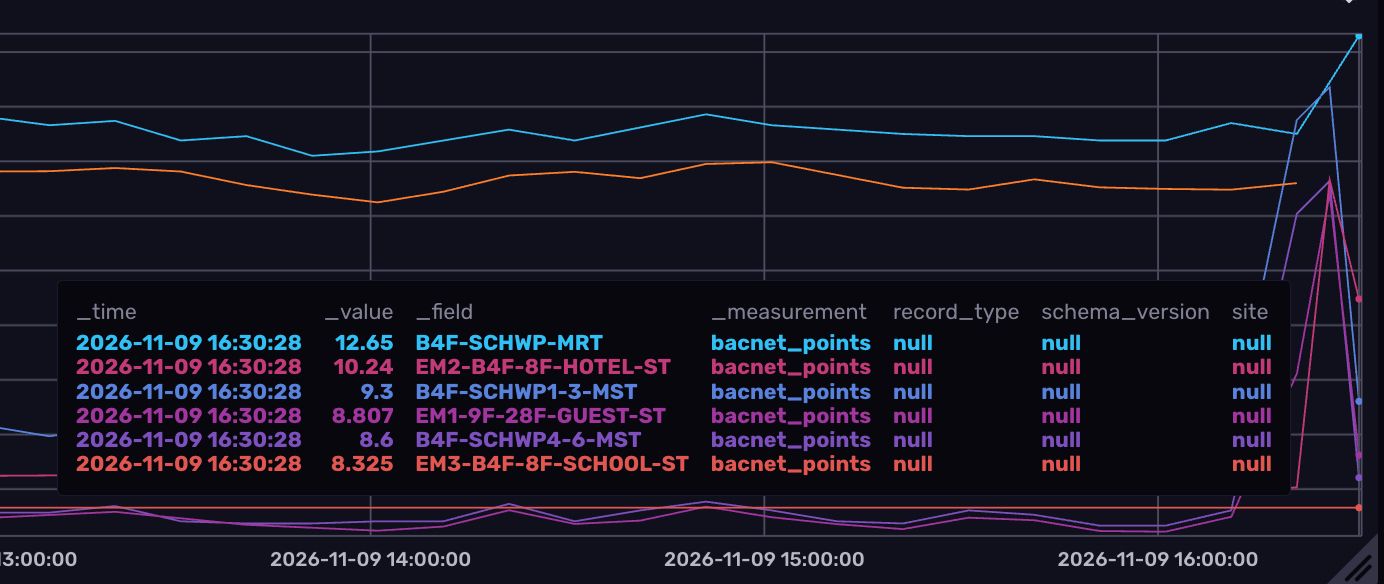 _time _value _field _measurement record_type schema_version site
2026-11-09 16:30:28 12.65 B4F-SCHWP-MRT bacnet_points null null null
2026-11-09 16:30:28 10.24 EM2-B4F-8F-HOTEL-ST bacnet_points null null null
2026-11-09 16:30:28 9.3 B4F-SCHWP1-3-MST bacnet_points null null null
2026-11-09 16:30:28 8.807 EM1-9F-28F-GUEST-ST bacnet_points null null null
2026-11-09 16:30:28 8.6 B4F-SCHWP4-6-MST bacnet_points null null null
2026-11-09 16:30:28 8.325 EM3-B4F-8F-SCHOOL-ST bacnet_points null null null
3:00:00 2026-11-09 14:00:00 2026-11-09 15:00:00 2026-11-09 16:00:00